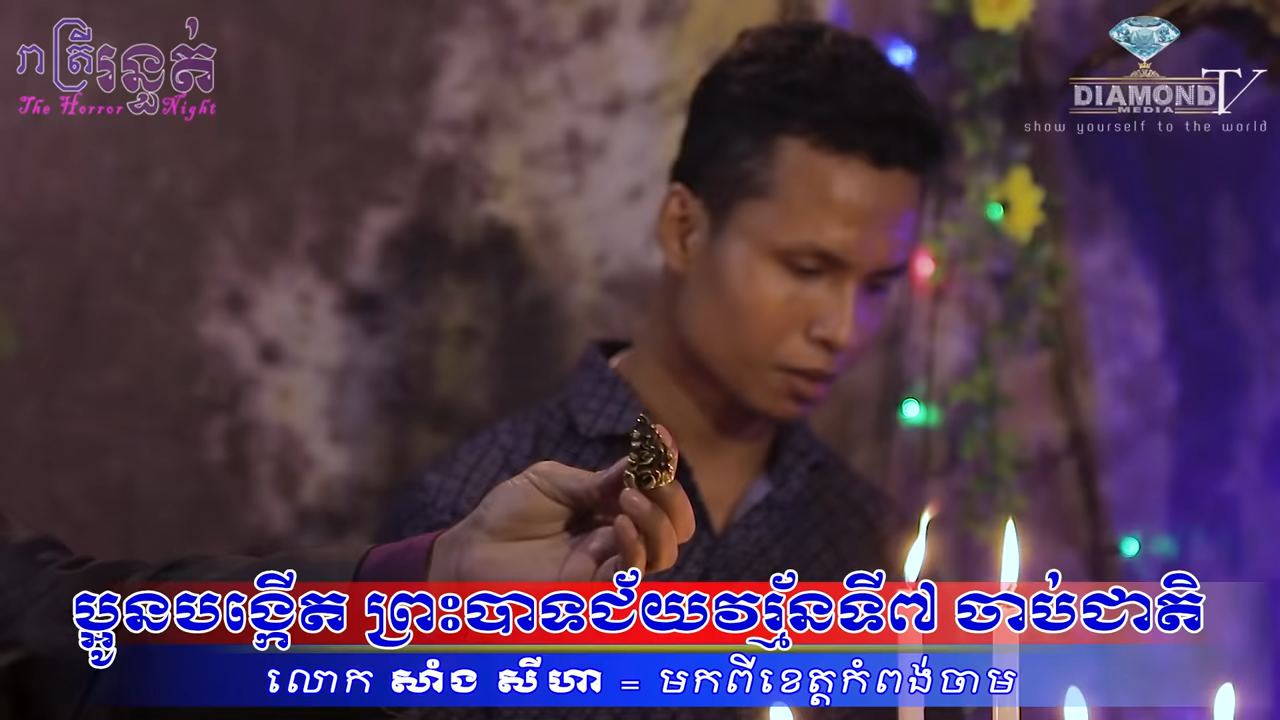 រាត្រីរន្ធត់
The Horror Night
DIAMOND TV
MEDIA
show yourself to the world
ប្អូនបង្កើត ព្រះបាទជ័យវរ្ម័នទី៧ ចាប់ជាតិ
លោក សាំង សីហា = មកពីខេត្តកំពង់ចាម